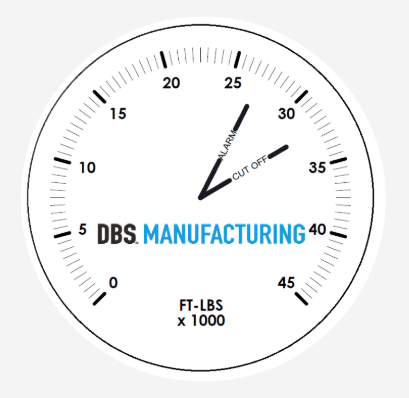 20 25
15 30
ALARM
10 CUT OFF 35
5 DBS. MANUFACTURING 40
0 45
FT-LBS
x 1000